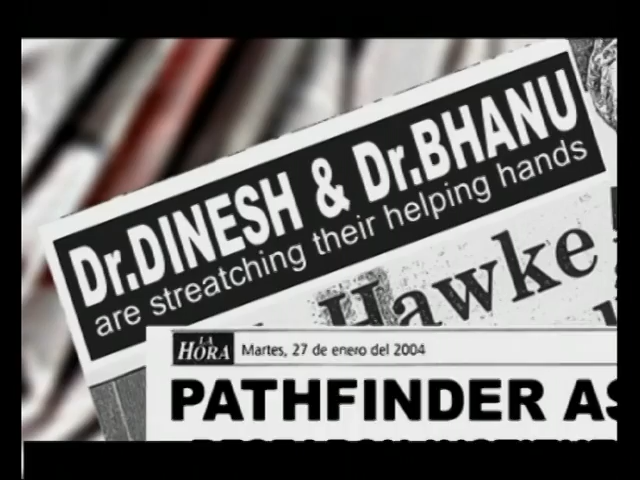 Dr.DINESH & Dr.BHANU
are streatching their helping hands
Hawke
LA HORA Martes, 27 de enero del 2004
PATHFINDER AS